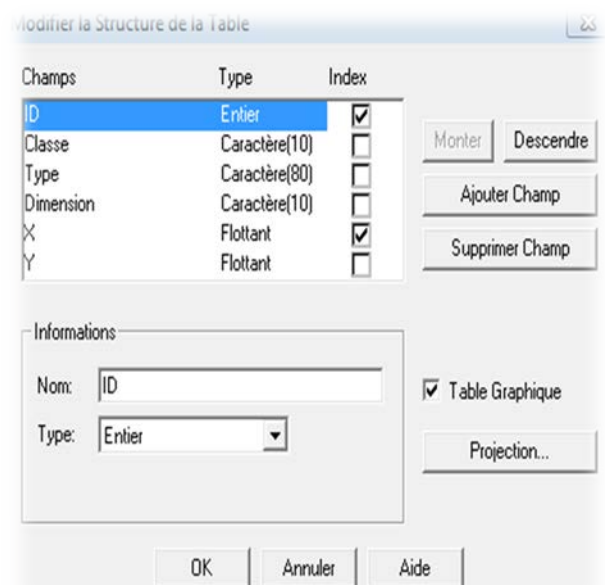 Modifier la Structure de la Table
Champs Type Index
ID Entier
Classe Caractère(10)
Type Caractère(80)
Dimension Caractère(10)
X Flottant
Y Flottant
Monter Descendre
Ajouter Champ
Supprimer Champ
Informations
Nom: ID
Type: Entier
Table Graphique
Projection...
OK Annuler Aide